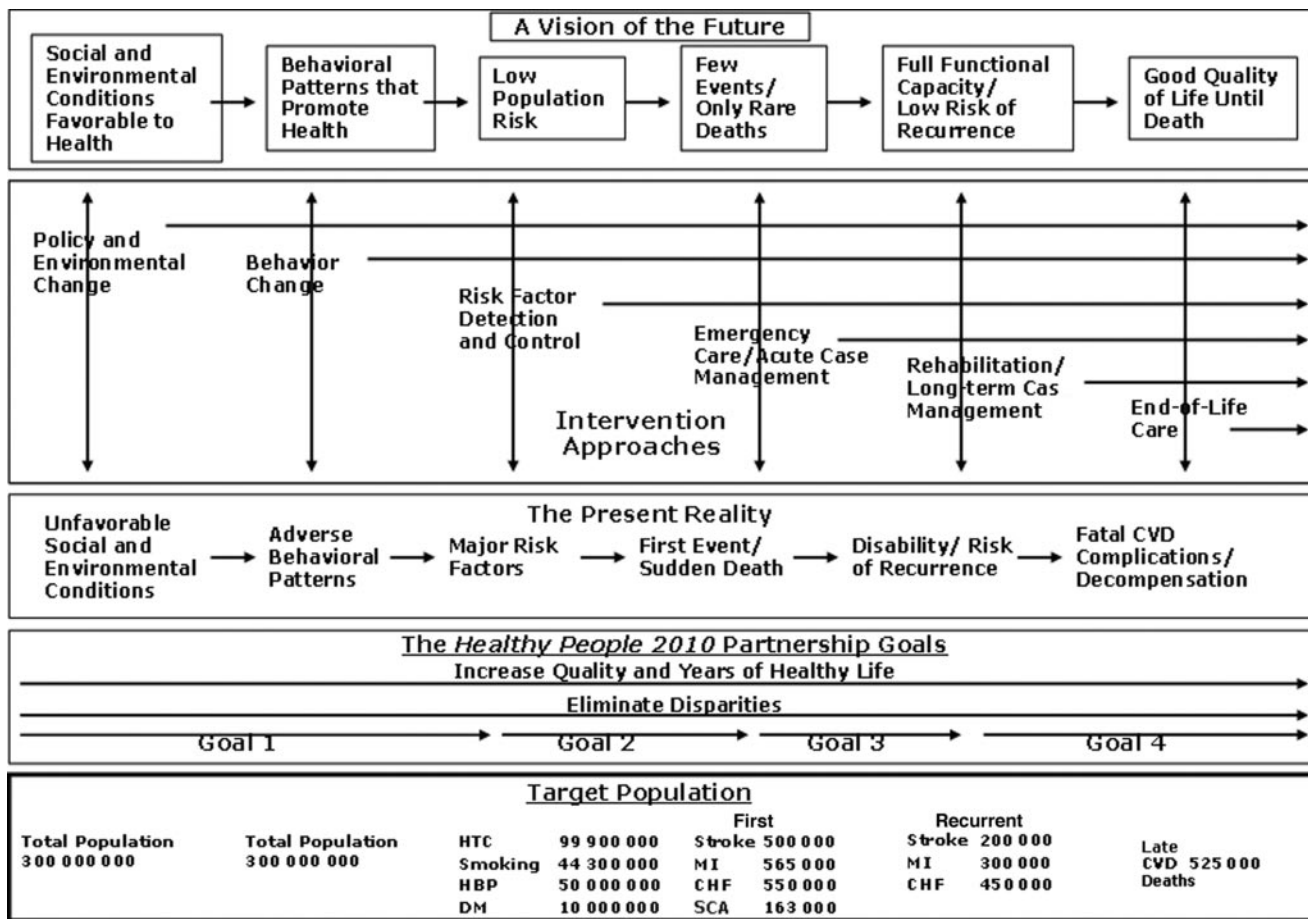 A Vision of the Future
Social and
Environmental
Conditions
Favorable to
Health
Behavioral
Patterns that
Promote
Health
Low
Population
Risk
Few
Events/
Only Rare
Deaths
Full Functional
Capacity/
Low Risk of
Recurrence
Good Quality
of Life Until
Death
Policy and
Environmental
Change
Behavior
Change
Risk Factor
Detection
and Control
Emergency
Care/Acute Case
Management
Rehabilitation/
Long-term Cas
Management
End-of-Life
Care
Intervention
Approaches
The Present Reality
Unfavorable
Social and
Environmental
Conditions
Adverse
Behavioral
Patterns
Major Risk
Factors
First Event/
Sudden Death
Disability/ Risk
of Recurrence
Fatal CVD
Complications/
Decompensation
The Healthy People 2010 Partnership Goals
Increase Quality and Years of Healthy Life
Eliminate Disparities
Goal 1
Goal 2
Goal 3
Goal 4
Target Population
Total Population
300 000 000
Total Population
300 000 000
HTC 99 900 000
Smoking 44 300 000
HBP 50 000 000
DM 10 000 000
First
Stroke 500 000
MI 565 000
CHF 550 000
SCA 163 000
Recurrent
Stroke 200 000
MI 300 000
CHF 450 000
Late
CVD 525 000
Deaths